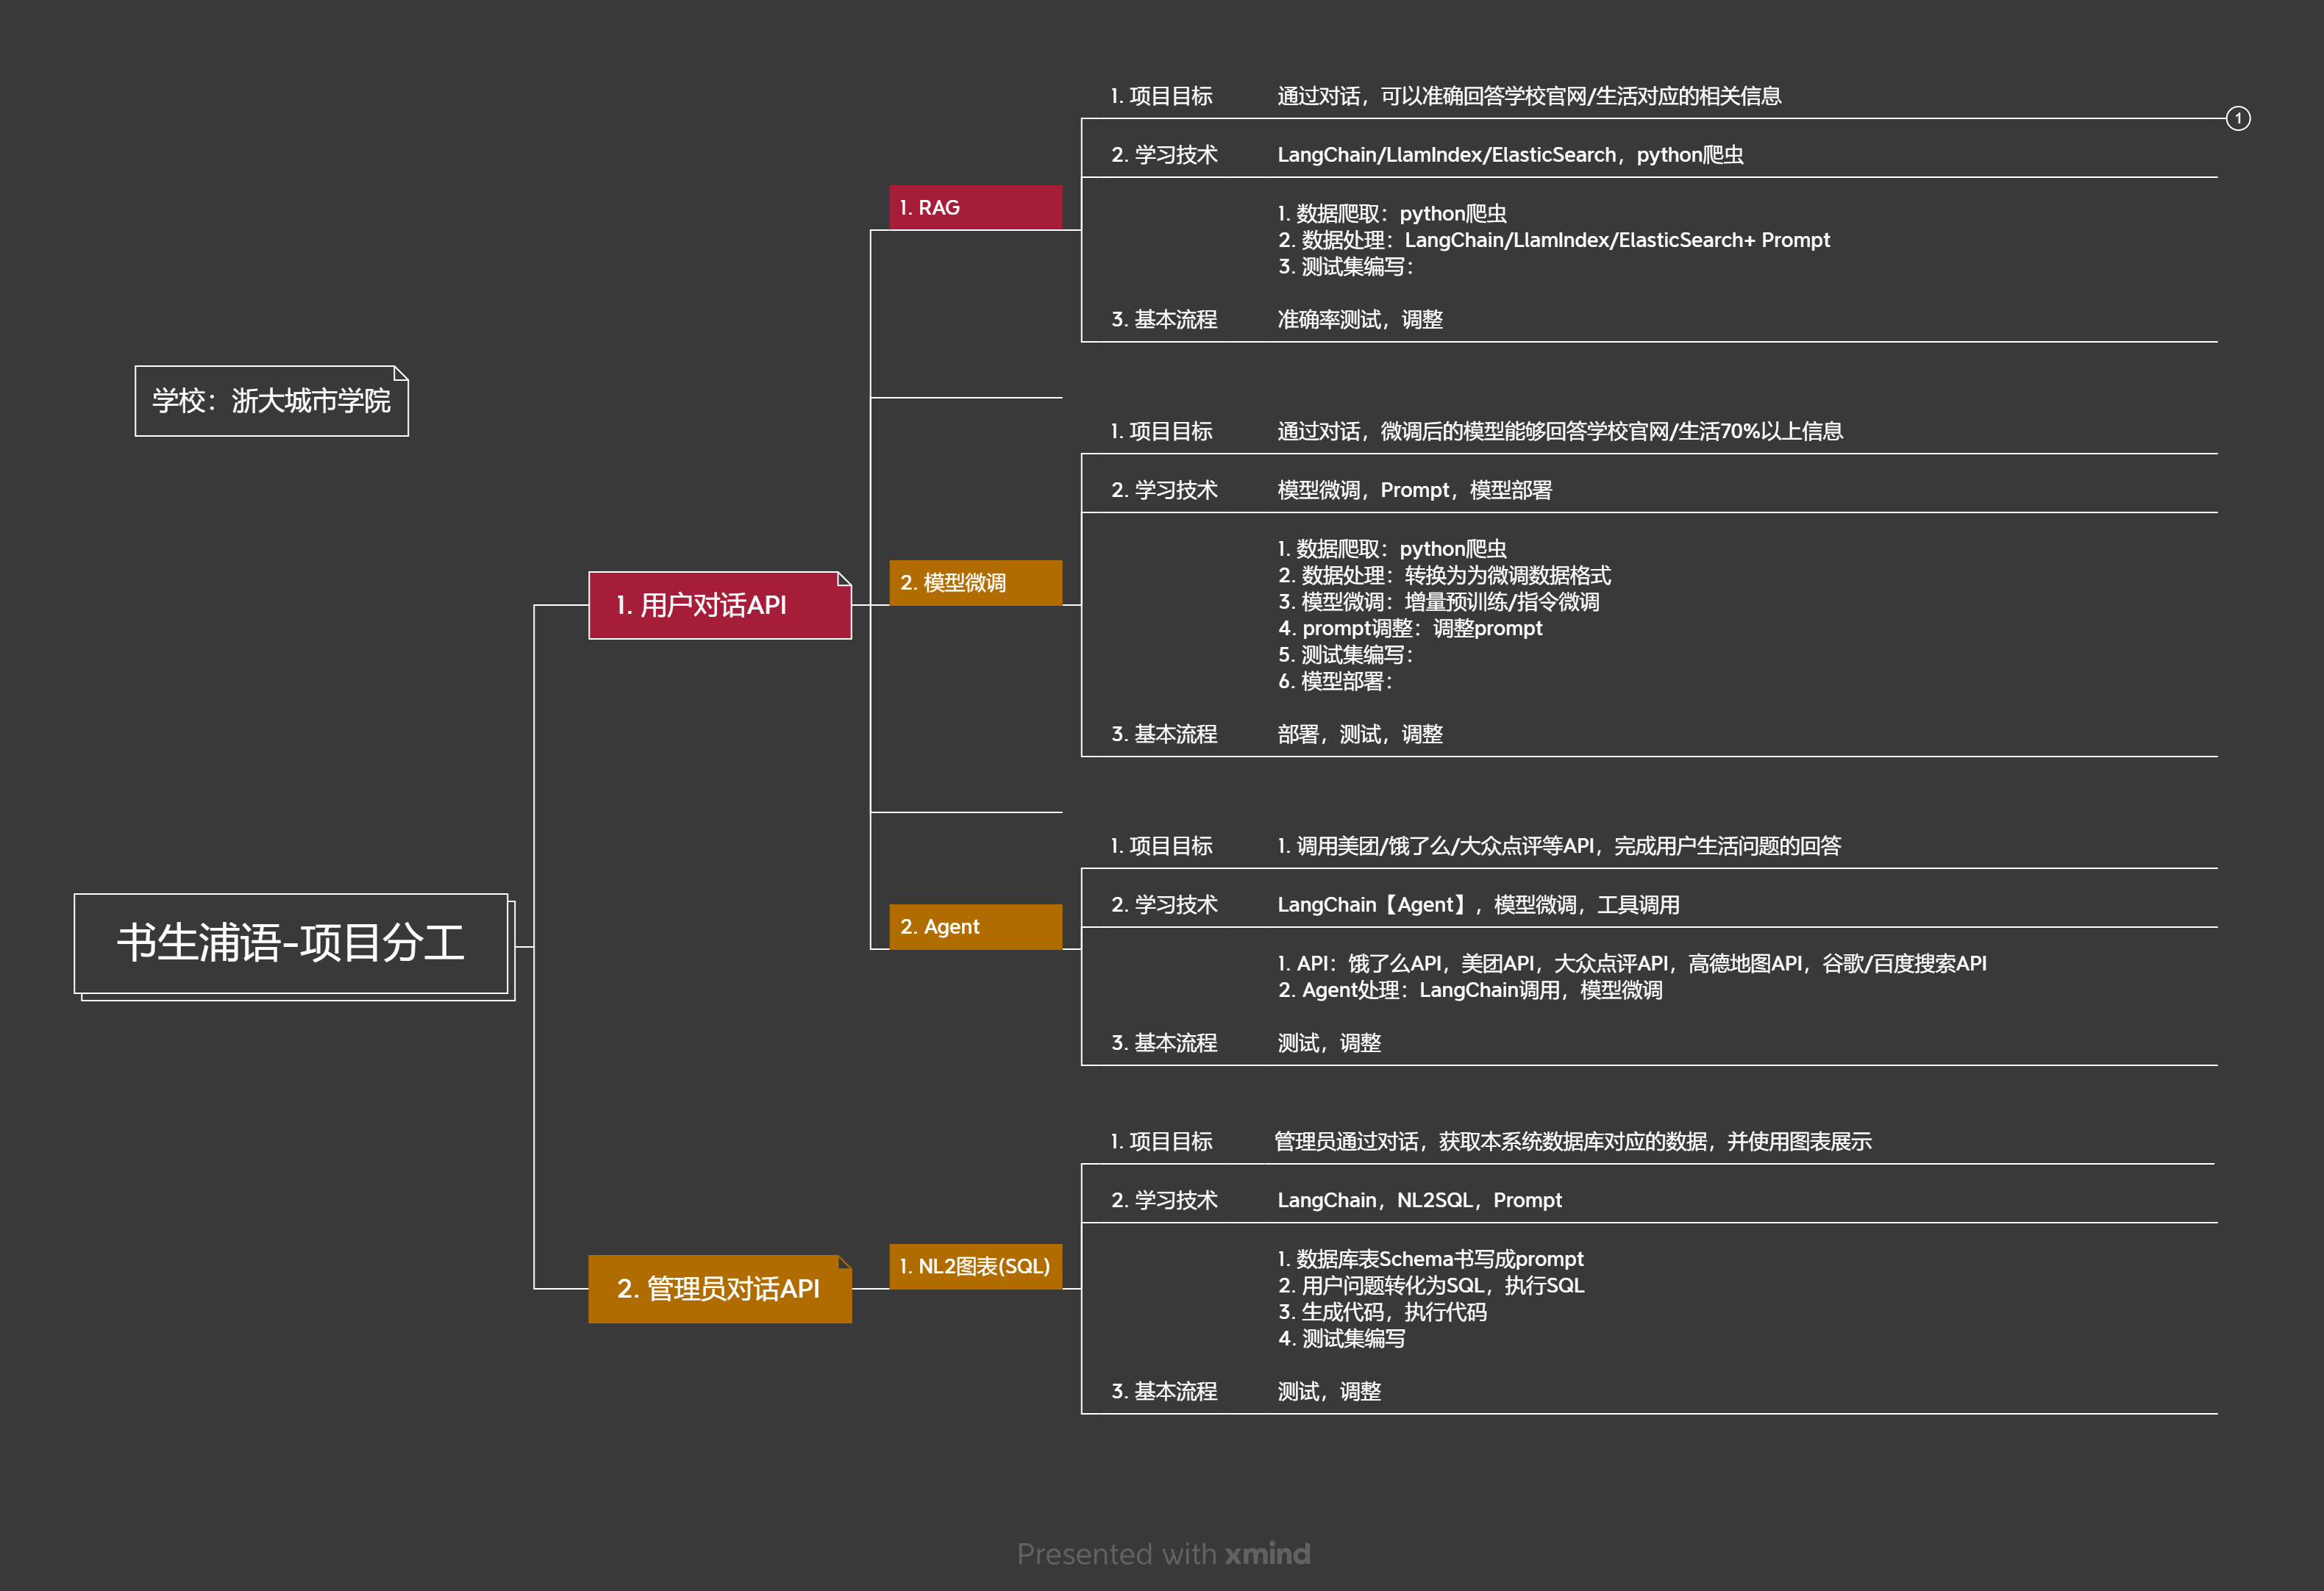 学校：浙大城市学院
书生浦语-项目分工
1. 用户对话API
1. RAG
1. 项目目标
通过对话，可以准确回答学校官网/生活对应的相关信息
1
2. 学习技术
LangChain/LlamIndex/ElasticSearch，python爬虫
1. 数据爬取：python爬虫
2. 数据处理：LangChain/LlamIndex/ElasticSearch+ Prompt
3. 测试集编写：
3. 基本流程
准确率测试，调整
2. 模型微调
1. 项目目标
通过对话，微调后的模型能够回答学校官网/生活70%以上信息
2. 学习技术
模型微调，Prompt，模型部署
1. 数据爬取：python爬虫
2. 数据处理：转换为为微调数据格式
3. 模型微调：增量预训练/指令微调
4. prompt调整：调整prompt
5. 测试集编写：
6. 模型部署：
3. 基本流程
部署，测试，调整
2. Agent
1. 项目目标
1. 调用美团/饿了么/大众点评等API，完成用户生活问题的回答
2. 学习技术
LangChain【Agent】，模型微调，工具调用
1. API：饿了么API，美团API，大众点评API，高德地图API，谷歌/百度搜索API
2. Agent处理：LangChain调用，模型微调
3. 基本流程
测试，调整
2. 管理员对话API
1. NL2图表(SQL)
1. 项目目标
管理员通过对话，获取本系统数据库对应的数据，并使用图表展示
2. 学习技术
LangChain，NL2SQL，Prompt
1. 数据库表Schema书写成prompt
2. 用户问题转化为SQL，执行SQL
3. 生成代码，执行代码
4. 测试集编写
3. 基本流程
测试，调整
Presented with xmind